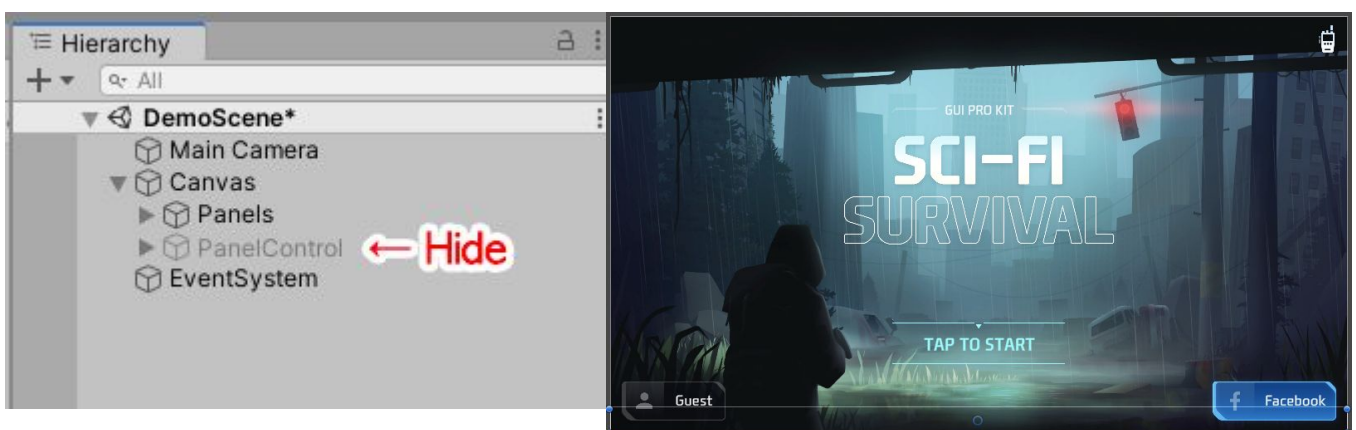 Hierarchy
All
DemoScene*
Main Camera
Canvas
Panels
PanelControl
← Hide
EventSystem
GUI PRO KIT
SCI-FI
SURVIVAL
TAP TO START
Guest
Facebook